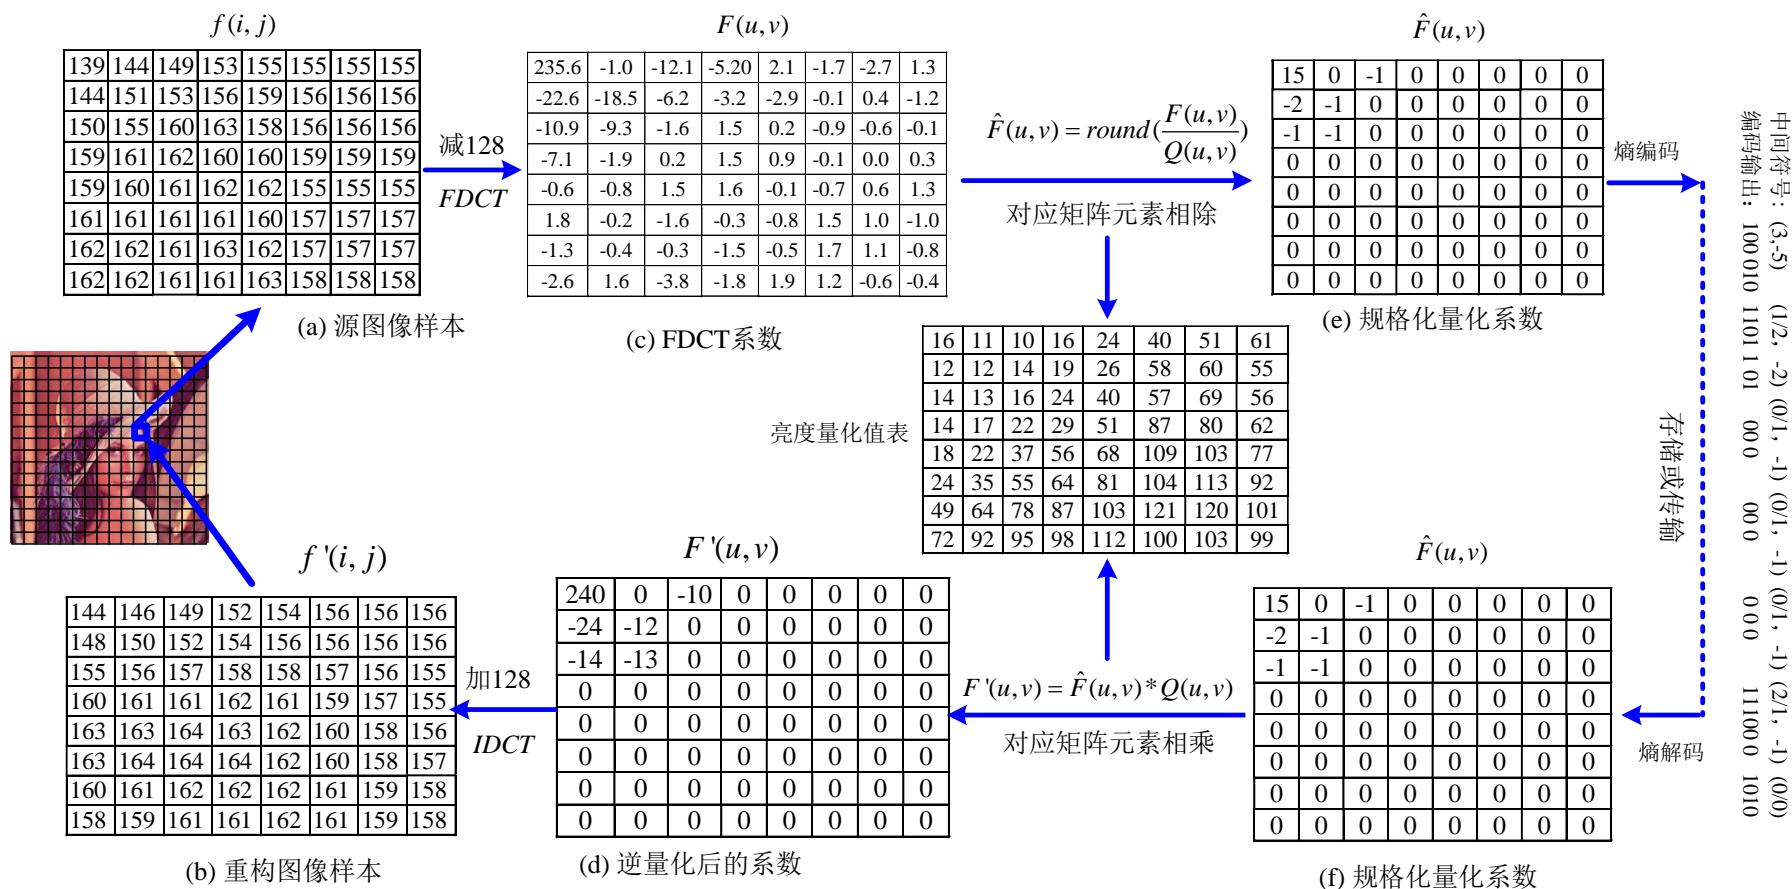 f(i, j)
139 144 149 153 155 155 155 155
144 151 153 156 159 156 156 156
150 155 160 163 158 156 156 156
159 161 162 160 160 159 159 159
159 160 161 162 162 155 155 155
161 161 161 161 160 157 157 157
162 162 161 163 162 157 157 157
162 162 161 161 163 158 158 158
(a) 源图像样本
减128
FDCT
F(u,v)
235.6 -1.0 -12.1 -5.20 2.1 -1.7 -2.7 1.3
-22.6 -18.5 -6.2 -3.2 -2.9 -0.1 0.4 -1.2
-10.9 -9.3 -1.6 1.5 0.2 -0.9 -0.6 -0.1
-7.1 -1.9 0.2 1.5 0.9 -0.1 0.0 0.3
-0.6 -0.8 1.5 1.6 -0.1 -0.7 0.6 1.3
1.8 -0.2 -1.6 -0.3 -0.8 1.5 1.0 -1.0
-1.3 -0.4 -0.3 -1.5 -0.5 1.7 1.1 -0.8
-2.6 1.6 -3.8 -1.8 1.9 1.2 -0.6 -0.4
(c) FDCT系数
F̂(u,v) = round(F(u,v)/Q(u,v))
对应矩阵元素相除
F̂(u,v)
15 0 -1 0 0 0 0 0
-2 -1 0 0 0 0 0 0
-1 -1 0 0 0 0 0 0
0 0 0 0 0 0 0 0
0 0 0 0 0 0 0 0
0 0 0 0 0 0 0 0
0 0 0 0 0 0 0 0
0 0 0 0 0 0 0 0
(e) 规格化量化系数
熵编码
中间符号: (3,-5) (1/2, -2) (0/1, -1) (0/1, -1) (0/1, -1) (2/1, -1) (0/0)
编码输出: 100010 1101 1 01 00 0 00 0 0 0 0 11100 0 1010
存储或传输
亮度量化值表
16 11 10 16 24 40 51 61
12 12 14 19 26 58 60 55
14 13 16 24 40 57 69 56
14 17 22 29 51 87 80 62
18 22 37 56 68 109 103 77
24 35 55 64 81 104 113 92
49 64 78 87 103 121 120 101
72 92 95 98 112 100 103 99
熵解码
F̂(u,v)
15 0 -1 0 0 0 0 0
-2 -1 0 0 0 0 0 0
-1 -1 0 0 0 0 0 0
0 0 0 0 0 0 0 0
0 0 0 0 0 0 0 0
0 0 0 0 0 0 0 0
0 0 0 0 0 0 0 0
0 0 0 0 0 0 0 0
(f) 规格化量化系数
F'(u,v) = F̂(u,v)*Q(u,v)
对应矩阵元素相乘
F'(u,v)
240 0 -10 0 0 0 0 0
-24 -12 0 0 0 0 0 0
-14 -13 0 0 0 0 0 0
0 0 0 0 0 0 0 0
0 0 0 0 0 0 0 0
0 0 0 0 0 0 0 0
0 0 0 0 0 0 0 0
0 0 0 0 0 0 0 0
(d) 逆量化后的系数
加128
IDCT
f'(i, j)
144 146 149 152 154 156 156 156
148 150 152 154 156 156 156 156
155 156 157 158 158 157 156 155
160 161 161 162 161 159 157 155
163 163 164 163 162 160 158 156
163 164 164 164 162 160 158 157
160 161 162 162 162 161 159 158
158 159 161 161 162 161 159 158
(b) 重构图像样本